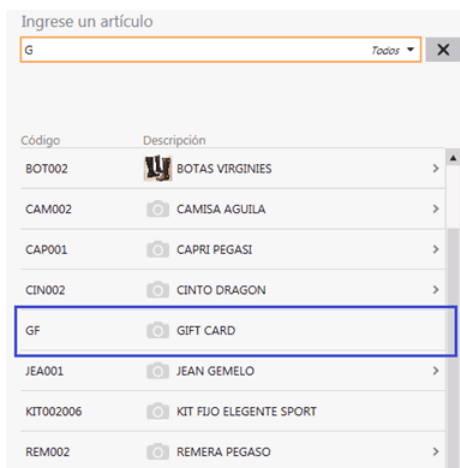 Ingrese un artículo
G Todos
Código Descripción
BOT002 BOTAS VIRGINIES
CAM002 CAMISA AGUILA
CAP001 CAPRI PEGASI
CIN002 CINTO DRAGON
GF GIFT CARD
JEA001 JEAN GEMELO
KIT002006 KIT FIJO ELEGENTE SPORT
REM002 REMERA PEGASO